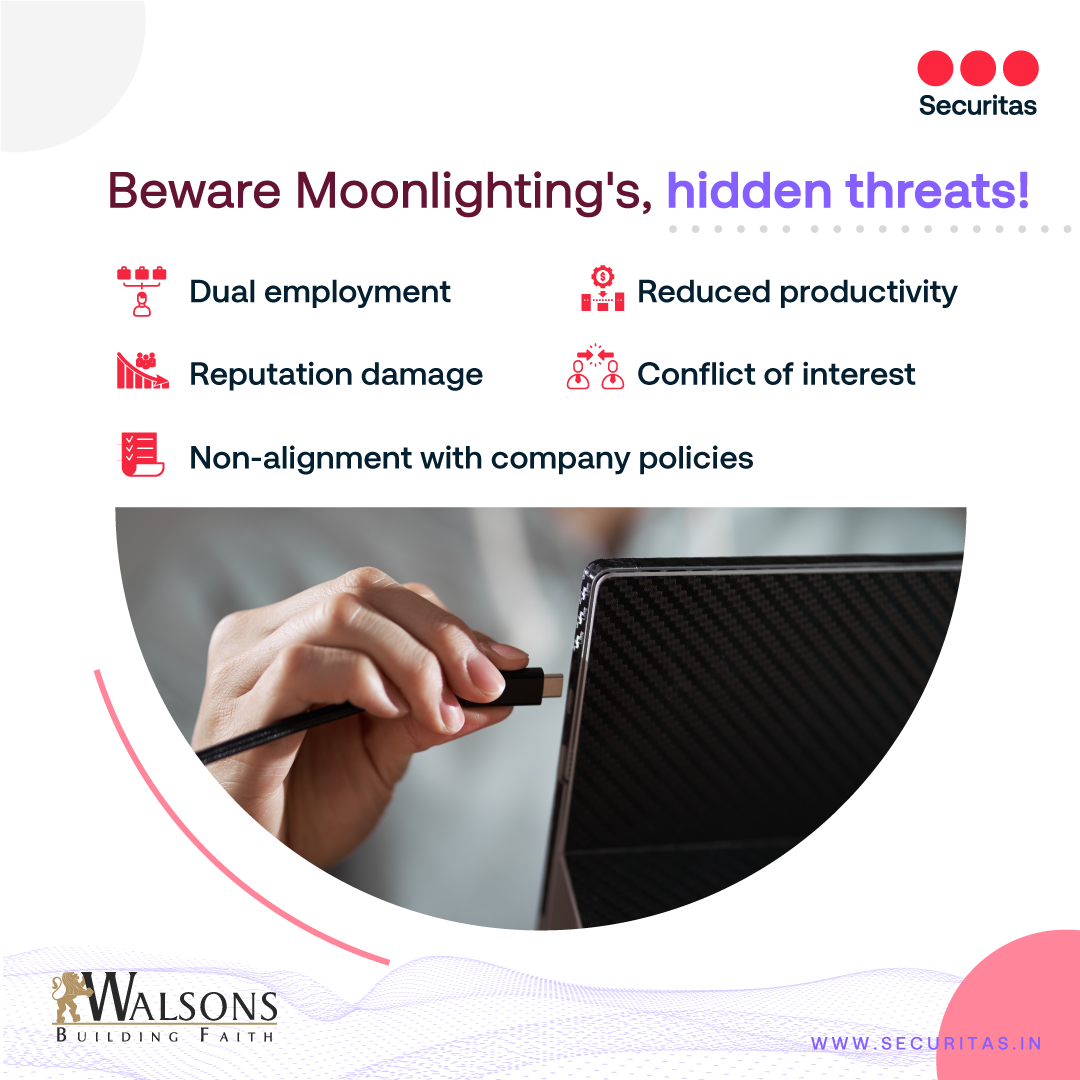 Securitas
Beware Moonlighting's, hidden threats!
Dual employment
Reduced productivity
Reputation damage
Conflict of interest
Non-alignment with company policies
WALSONS
BUILDING FAITH
WWW.SECURITAS.IN